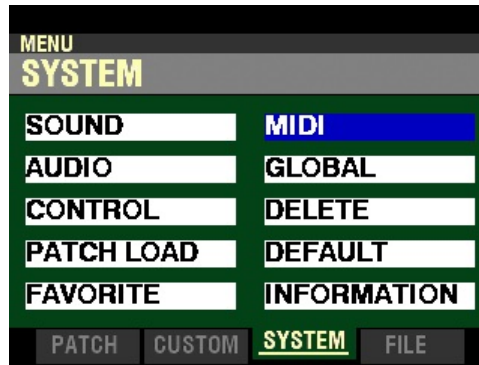 MENU
SYSTEM
SOUND
MIDI
AUDIO
GLOBAL
CONTROL
DELETE
PATCH LOAD
DEFAULT
FAVORITE
INFORMATION
PATCH CUSTOM SYSTEM FILE